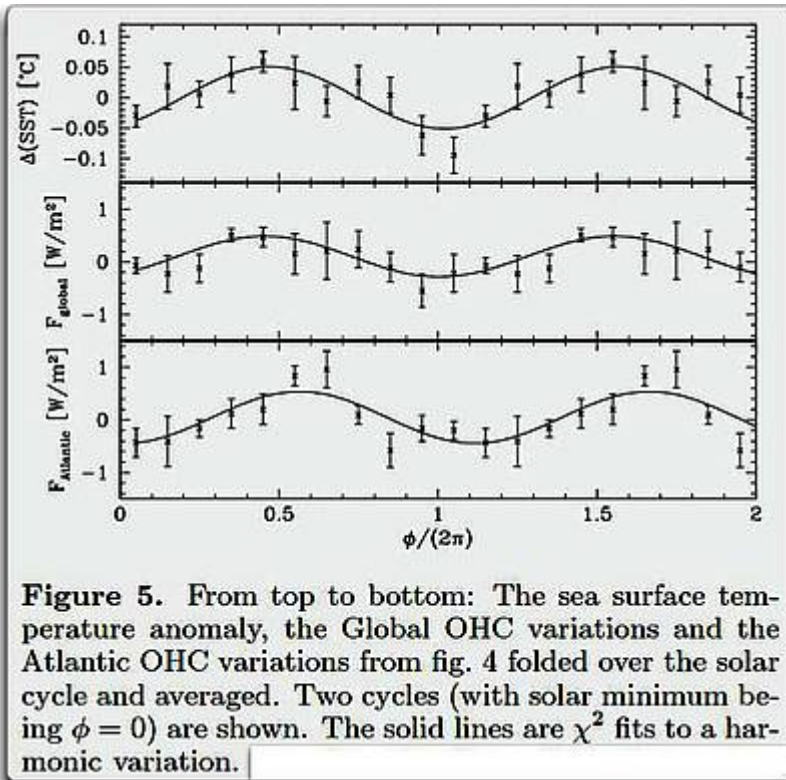 0.1
0.05
0
−0.05
−0.1
Δ(SST) [°C]
1
0
−1
F_global [W/m²]
1
0
−1
F_Atlantic [W/m²]
0 0.5 1 1.5 2
φ/(2π)
Figure 5. From top to bottom: The sea surface tem-
perature anomaly, the Global OHC variations and the
Atlantic OHC variations from fig. 4 folded over the solar
cycle and averaged. Two cycles (with solar minimum be-
ing φ = 0) are shown. The solid lines are χ² fits to a har-
monic variation.